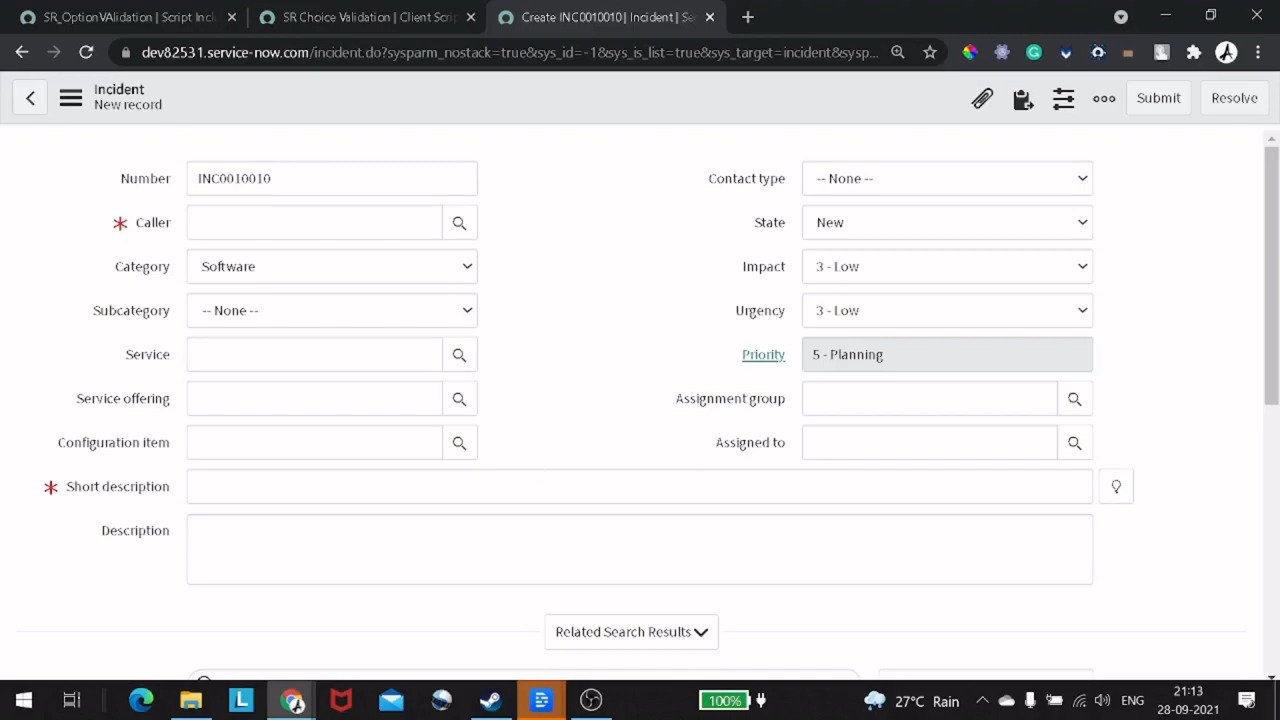 SR_OptionVAlidation | Script Incl
SR Choice Validation | Client Scrip
Create INC0010010 | Incident | Se
dev82531.service-now.com/incident.do?sysparm_nostack=true&sys_id=-1&sys_is_list=true&sys_target=incident&sysp...
Incident
New record
Submit
Resolve
Number
INC0010010
Contact type
-- None --
* Caller
State
New
Category
Software
Impact
3 - Low
Subcategory
-- None --
Urgency
3 - Low
Service
Priority
5 - Planning
Service offering
Assignment group
Configuration item
Assigned to
* Short description
Description
Related Search Results
100%
27°C Rain
ENG
21:13
28-09-2021